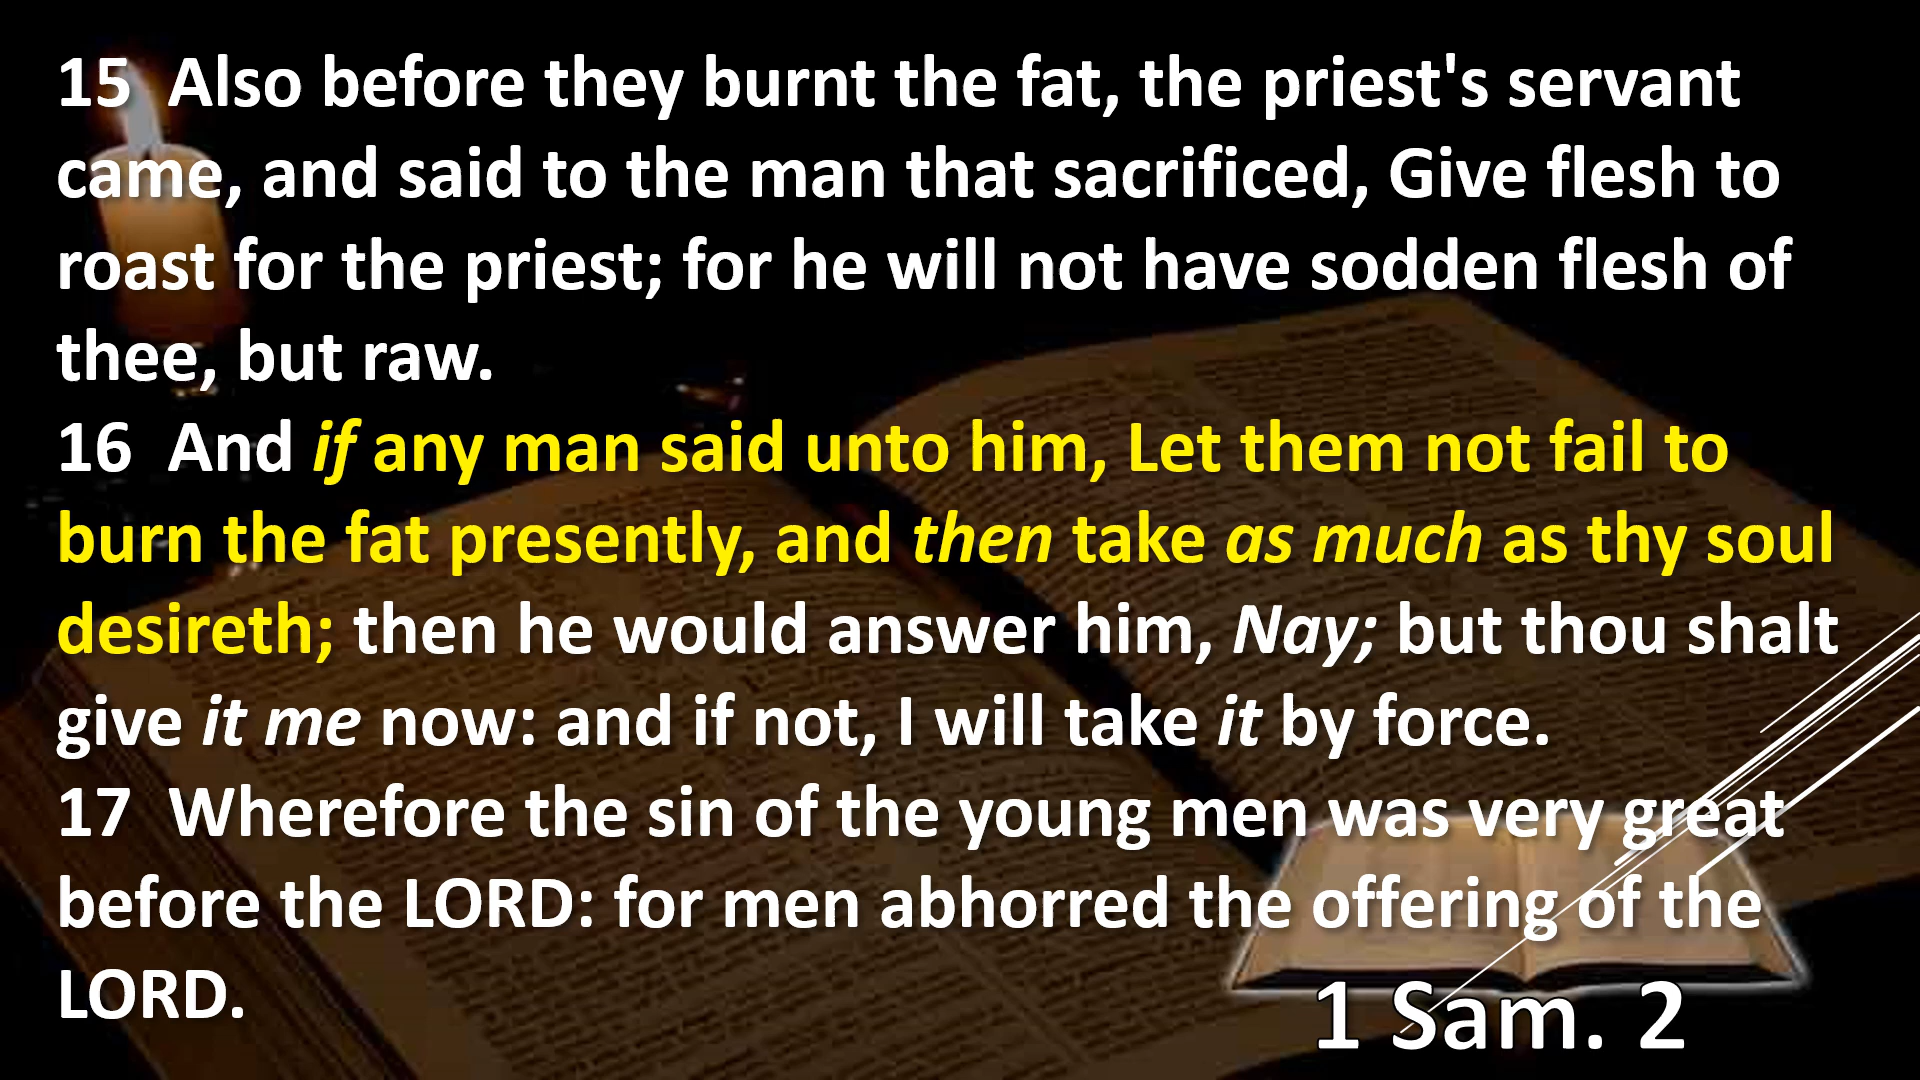 15  Also before they burnt the fat, the priest's servant
came, and said to the man that sacrificed, Give flesh to
roast for the priest; for he will not have sodden flesh of
thee, but raw.
16  And if any man said unto him, Let them not fail to
burn the fat presently, and then take as much as thy soul
desireth; then he would answer him, Nay; but thou shalt
give it me now: and if not, I will take it by force.
17  Wherefore the sin of the young men was very great
before the LORD: for men abhorred the offering of the
LORD.
1 Sam. 2